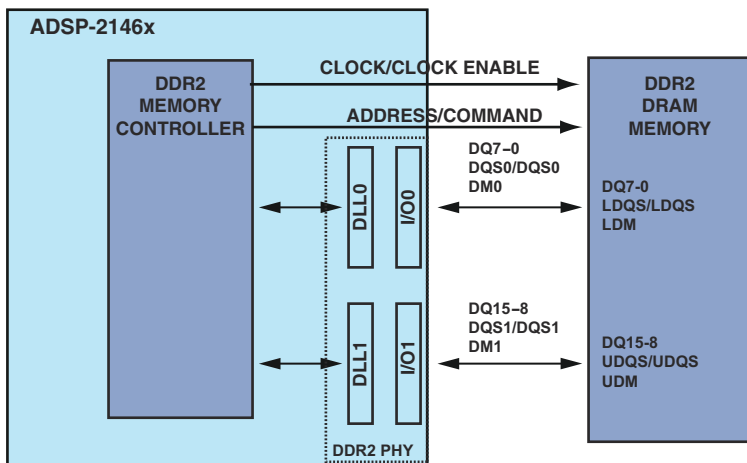 ADSP-2146x
DDR2
MEMORY
CONTROLLER
CLOCK/CLOCK ENABLE
ADDRESS/COMMAND
DDR2
DRAM
MEMORY
DLL0
I/O0
DQ7–0
DQS0/DQS0
DM0
DQ7-0
LDQS/LDQS
LDM
DLL1
I/O1
DQ15–8
DQS1/DQS1
DM1
DQ15-8
UDQS/UDQS
UDM
DDR2 PHY